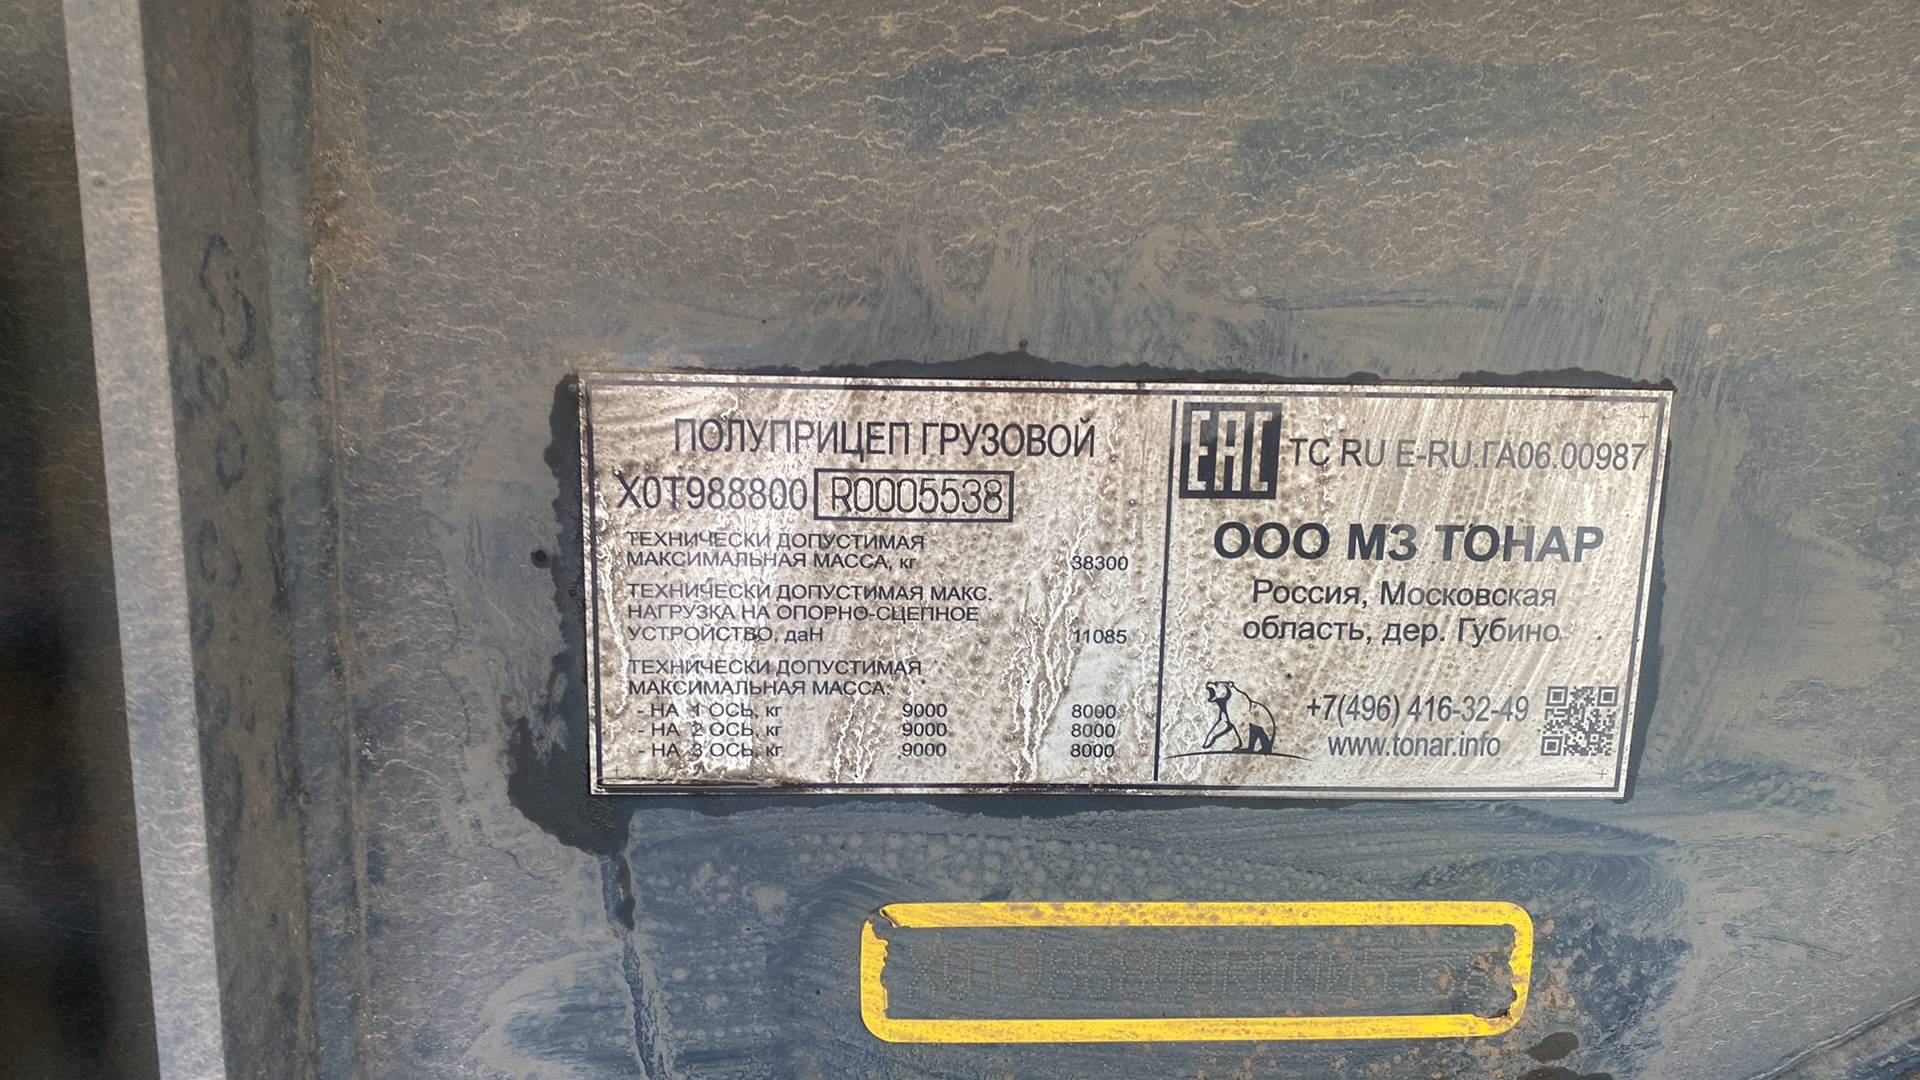 ПОЛУПРИЦЕП ГРУЗОВОЙ
X0T988800 R0005538
ТЕХНИЧЕСКИ ДОПУСТИМАЯ
МАКСИМАЛЬНАЯ МАССА, кг 38300
ТЕХНИЧЕСКИ ДОПУСТИМАЯ МАКС.
НАГРУЗКА НА ОПОРНО-СЦЕПНОЕ
УСТРОЙСТВО, даН 11085
ТЕХНИЧЕСКИ ДОПУСТИМАЯ
МАКСИМАЛЬНАЯ МАССА:
- НА 1 ОСЬ, кг 9000 8000
- НА 2 ОСЬ, кг 9000 8000
- НА 3 ОСЬ, кг 9000 8000
EAC TC RU E-RU.ГА06.00987
ООО МЗ ТОНАР
Россия, Московская
область, дер. Губино
+7(496) 416-32-49
www.tonar.info